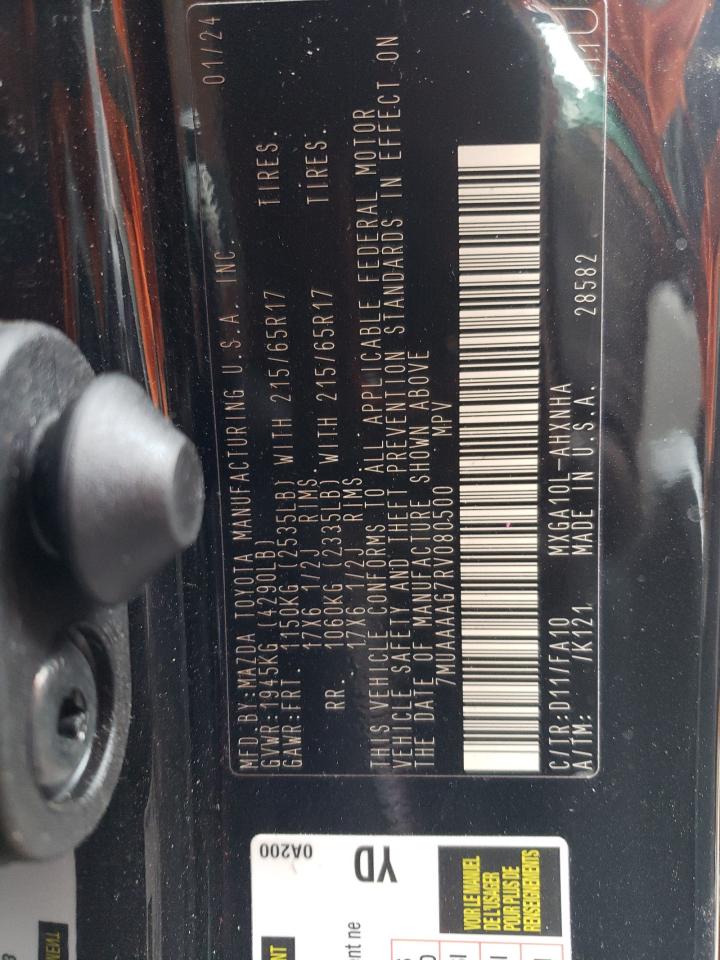 MFD.BY:MAZDA TOYOTA MANUFACTURING U.S.A. INC. 01/24
GVWR:1945KG (4290LB)
GAWR:FRT. 1150KG (2535LB) WITH 215/65R17 TIRES.
17X6 1/2J RIMS.
RR. 1060KG (2335LB) WITH 215/65R17 TIRES.
17X6 1/2J RIMS.
THIS VEHICLE CONFORMS TO ALL APPLICABLE FEDERAL MOTOR
VEHICLE SAFETY AND THEFT PREVENTION STANDARDS IN EFFECT ON
THE DATE OF MANUFACTURE SHOWN ABOVE
7MUAAAAG7RV080500 MPV
C/TR:D11/FA10 MXGA10L-AHXNHA
A/TM: /K121 MADE IN U.S.A. 28582
0A200
YD
VOIR LE MANUEL
DE L'USAGER
POUR PLUS DE
RENSEIGNEMENTS